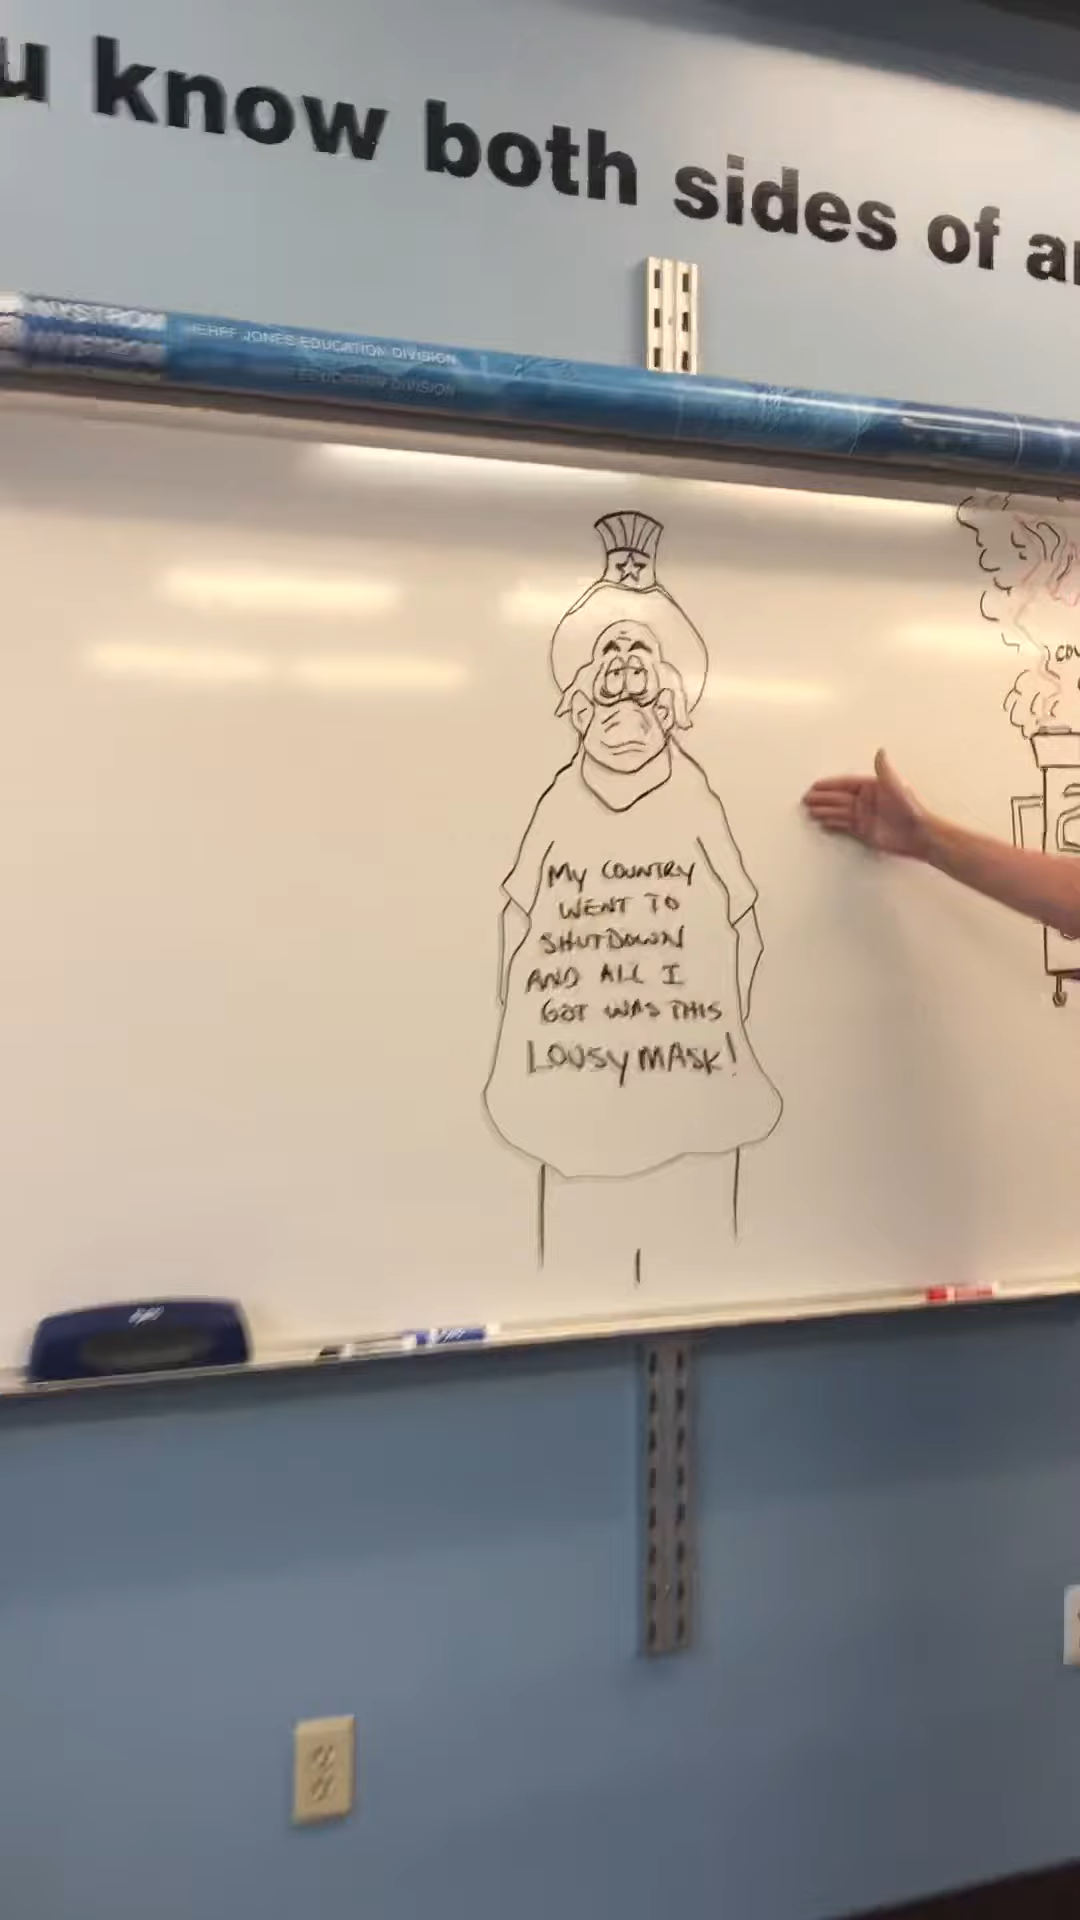 know both sides of
NYSTROM
HERFF JONES EDUCATION DIVISION
EDUCATION DIVISION
My COUNTRY
WENT TO
SHUTDOWN
AND ALL I
GOT WAS THIS
LOUSY MASK!